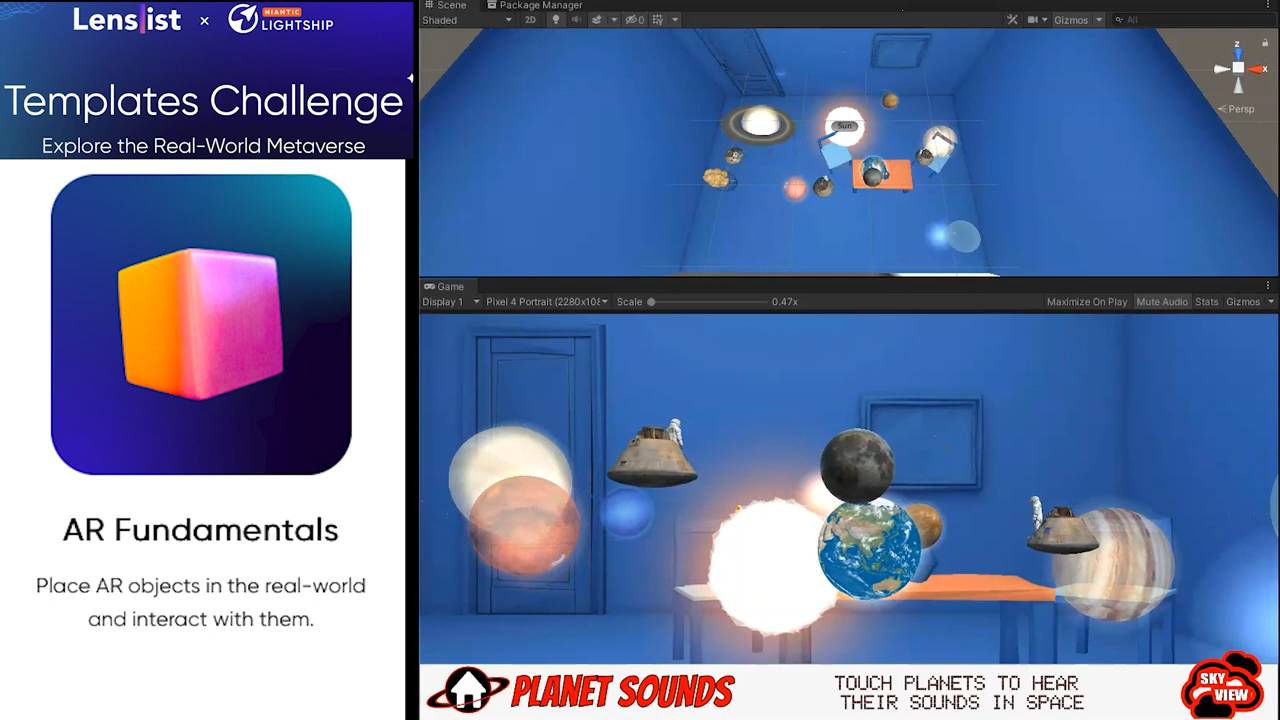 Lenslist × NIANTIC LIGHTSHIP
Templates Challenge
Explore the Real-World Metaverse
AR Fundamentals
Place AR objects in the real-world
and interact with them.
Scene Package Manager
Shaded 2D 0 Gizmos All
z
x
Persp
Sun
Game
Display 1 Pixel 4 Portrait (2280x108 Scale 0.47x Maximize On Play Mute Audio Stats Gizmos
PLANET SOUNDS
TOUCH PLANETS TO HEAR
THEIR SOUNDS IN SPACE
SKY
VIEW